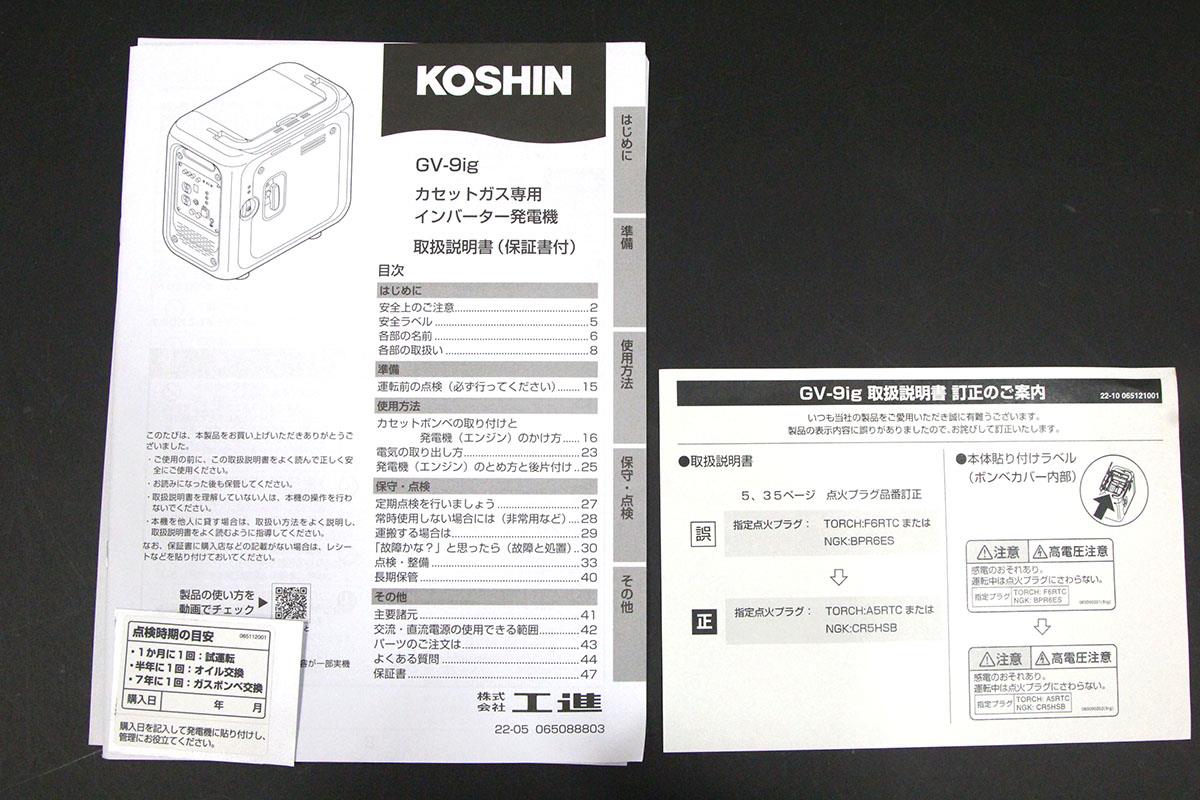 KOSHIN
GV-9ig
カセットガス専用
インバーター発電機
取扱説明書（保証書付）
目次
はじめに
安全上のご注意 2
安全ラベル 5
各部の名前 6
各部の取扱い 8
準備
運転前の点検（必ず行ってください） 15
使用方法
カセットボンベの取り付けと
発電機（エンジン）のかけ方 16
電気の取り出し方 23
発電機（エンジン）のとめ方と後片付け 25
保守・点検
定期点検を行いましょう 27
常時使用しない場合には（非常用など） 28
運搬する場合は 29
「故障かな？」と思ったら（故障と処置） 30
点検・整備 33
長期保管 40
その他
主要諸元 41
交流・直流電源の使用できる範囲 42
パーツのご注文は 43
よくある質問 44
保証書 47
株式
会社 工進
22-05 065088803
はじめに
準備
使用方法
保守・点検
その他
このたびは、本製品をお買い上げいただきありがとうご
ざいました。
・ご使用の前に、この取扱説明書をよく読んで正しく安
全にご使用ください。
・お読みになった後も保管してください。
・取扱説明書を理解していない人は、本機の操作を行わ
ないでください。
・本機を他人に貸す場合は、取扱い方法をよく説明し、
取扱説明書をよく読むように指導してください。
なお、保証書に購入店などの記載がない場合は、レシー
トなどを貼り付けておいてください。
製品の使い方を
動画でチェック ▶
点検時期の目安 065112001
・1か月に1回：試運転
・半年に1回：オイル交換
・7年に1回：ガスボンベ交換
購入日 年 月
購入日を記入して発電機に貼り付けし、
管理にお役立てください。
容が一部実機
GV-9ig 取扱説明書 訂正のご案内 22-10 065121001
いつも当社の製品をご愛用いただき誠に有難うございます。
製品の表示内容に誤りがありましたので、お詫びして訂正いたします。
●取扱説明書
5、35ページ 点火プラグ品番訂正
誤 指定点火プラグ： TORCH:F6RTC または
NGK:BPR6ES
正 指定点火プラグ： TORCH:A5RTC または
NGK:CR5HSB
●本体貼り付けラベル
（ボンベカバー内部）
注意 高電圧注意
感電のおそれあり。
運転中は点火プラグにさわらない。
指定プラグ TORCH: F6RTC
NGK: BPR6ES
注意 高電圧注意
感電のおそれあり。
運転中は点火プラグにさわらない。
指定プラグ TORCH: A5RTC
NGK: CR5HSB